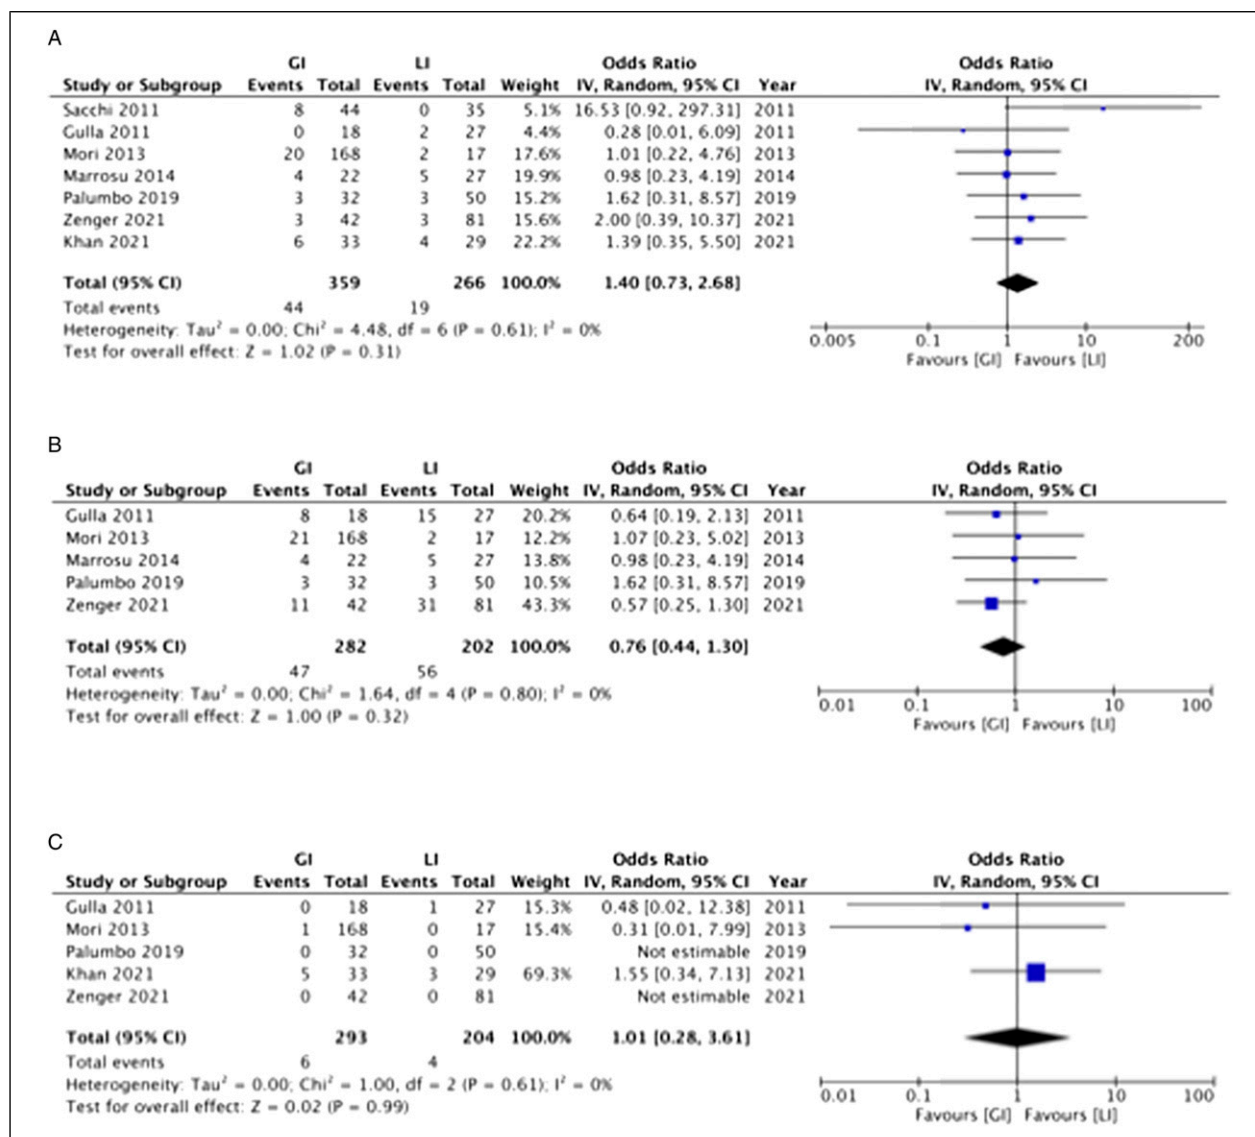 A
GI LI Odds Ratio Odds Ratio
Study or Subgroup Events Total Events Total Weight IV, Random, 95% CI Year IV, Random, 95% CI
Sacchi 2011 8 44 0 35 5.1% 16.53 [0.92, 297.31] 2011
Gulla 2011 0 18 2 27 4.4% 0.28 [0.01, 6.09] 2011
Mori 2013 20 168 2 17 17.6% 1.01 [0.22, 4.76] 2013
Marrosu 2014 4 22 5 27 19.9% 0.98 [0.23, 4.19] 2014
Palumbo 2019 3 32 3 50 15.2% 1.62 [0.31, 8.57] 2019
Zenger 2021 3 42 3 81 15.6% 2.00 [0.39, 10.37] 2021
Khan 2021 6 33 4 29 22.2% 1.39 [0.35, 5.50] 2021
Total (95% CI) 359 266 100.0% 1.40 [0.73, 2.68]
Total events 44 19
Heterogeneity: Tau² = 0.00; Chi² = 4.48, df = 6 (P = 0.61); I² = 0%
Test for overall effect: Z = 1.02 (P = 0.31)
0.005 0.1 1 10 200
Favours [GI] Favours [LI]
B
GI LI Odds Ratio Odds Ratio
Study or Subgroup Events Total Events Total Weight IV, Random, 95% CI Year IV, Random, 95% CI
Gulla 2011 8 18 15 27 20.2% 0.64 [0.19, 2.13] 2011
Mori 2013 21 168 2 17 12.2% 1.07 [0.23, 5.02] 2013
Marrosu 2014 4 22 5 27 13.8% 0.98 [0.23, 4.19] 2014
Palumbo 2019 3 32 3 50 10.5% 1.62 [0.31, 8.57] 2019
Zenger 2021 11 42 31 81 43.3% 0.57 [0.25, 1.30] 2021
Total (95% CI) 282 202 100.0% 0.76 [0.44, 1.30]
Total events 47 56
Heterogeneity: Tau² = 0.00; Chi² = 1.64, df = 4 (P = 0.80); I² = 0%
Test for overall effect: Z = 1.00 (P = 0.32)
0.01 0.1 1 10 100
Favours [GI] Favours [LI]
C
GI LI Odds Ratio Odds Ratio
Study or Subgroup Events Total Events Total Weight IV, Random, 95% CI Year IV, Random, 95% CI
Gulla 2011 0 18 1 27 15.3% 0.48 [0.02, 12.38] 2011
Mori 2013 1 168 0 17 15.4% 0.31 [0.01, 7.99] 2013
Palumbo 2019 0 32 0 50 Not estimable 2019
Khan 2021 5 33 3 29 69.3% 1.55 [0.34, 7.13] 2021
Zenger 2021 0 42 0 81 Not estimable 2021
Total (95% CI) 293 204 100.0% 1.01 [0.28, 3.61]
Total events 6 4
Heterogeneity: Tau² = 0.00; Chi² = 1.00, df = 2 (P = 0.61); I² = 0%
Test for overall effect: Z = 0.02 (P = 0.99)
0.01 0.1 1 10 100
Favours [GI] Favours [LI]